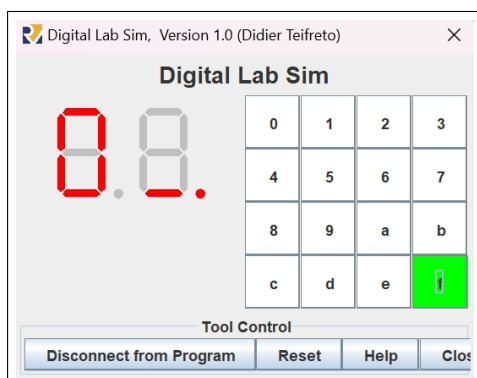 Digital Lab Sim, Version 1.0 (Didier Teifreto)
Digital Lab Sim
0 1 2 3
4 5 6 7
8 9 a b
c d e f
Tool Control
Disconnect from Program Reset Help Clos